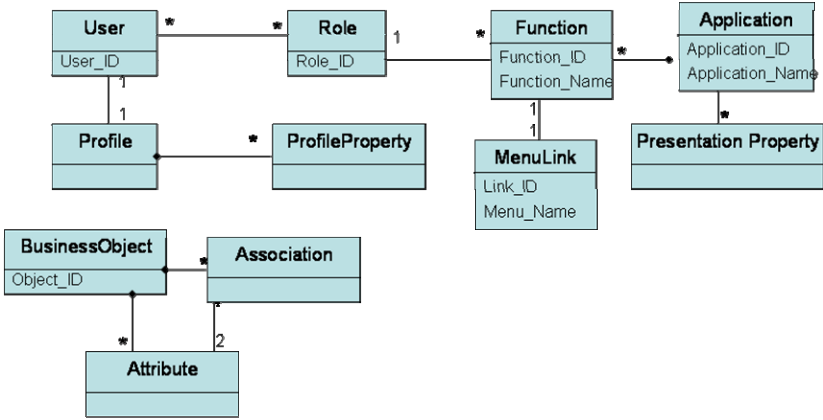 User
User_ID
*
*
Role
Role_ID
1
*
Function
Function_ID
Function_Name
*
Application
Application_ID
Application_Name
1
1
Profile
*
ProfileProperty
1
1
MenuLink
Link_ID
Menu_Name
*
Presentation Property
BusinessObject
Object_ID
*
Association
*
2
Attribute